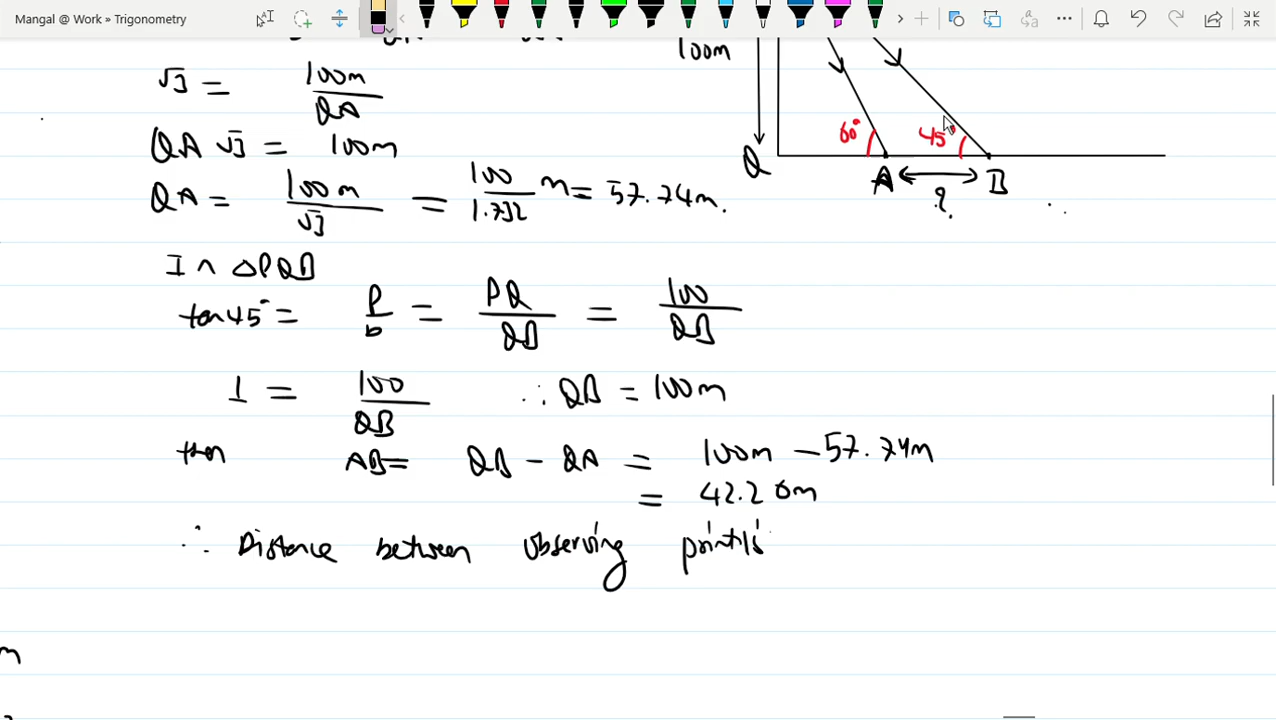 Mangal @ Work » Trigonometry
100m
√3 = 100m / QA
60° 45°
QA √3 = 100m
Q A B
?
QA = 100m / √3 = 100 / 1.732 m = 57.74m.
In △PQB
tan45° = p / b = PQ / QB = 100 / QB
1 = 100 / QB ∴ QB = 100m
then AB = QB - QA = 100m - 57.74m
= 42.26m
∴ Distance between observing point is
m